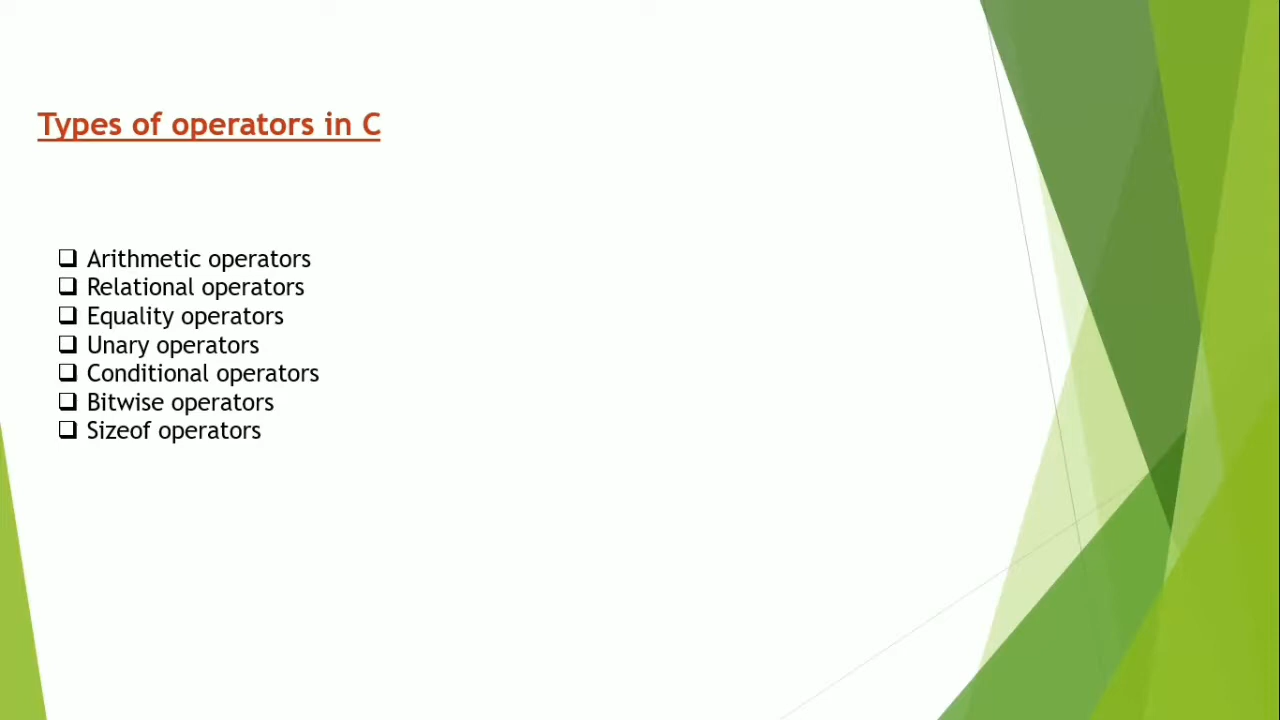 Types of operators in C
❑ Arithmetic operators
❑ Relational operators
❑ Equality operators
❑ Unary operators
❑ Conditional operators
❑ Bitwise operators
❑ Sizeof operators